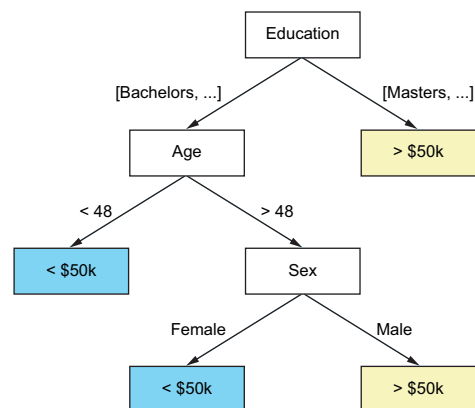 Education
[Bachelors, ...]
[Masters, ...]
Age
> $50k
< 48
> 48
< $50k
Sex
Female
Male
< $50k
> $50k